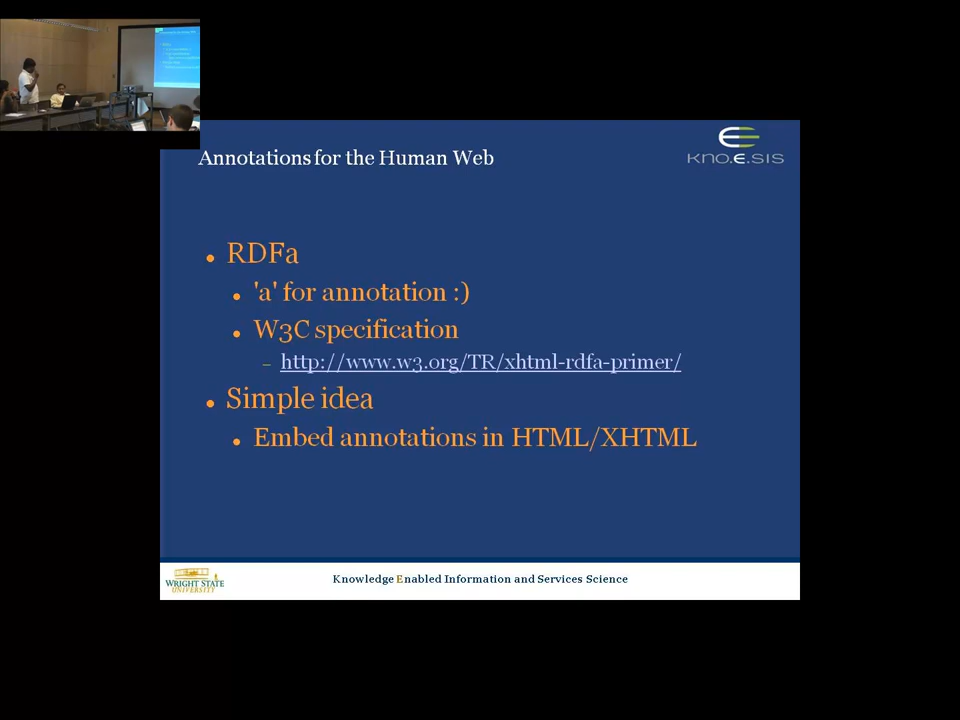 Annotations for the Human Web
kno.e.sis
RDFa
'a' for annotation :)
W3C specification
http://www.w3.org/TR/xhtml-rdfa-primer/
Simple idea
Embed annotations in HTML/XHTML
WRIGHT STATE
UNIVERSITY
Knowledge Enabled Information and Services Science